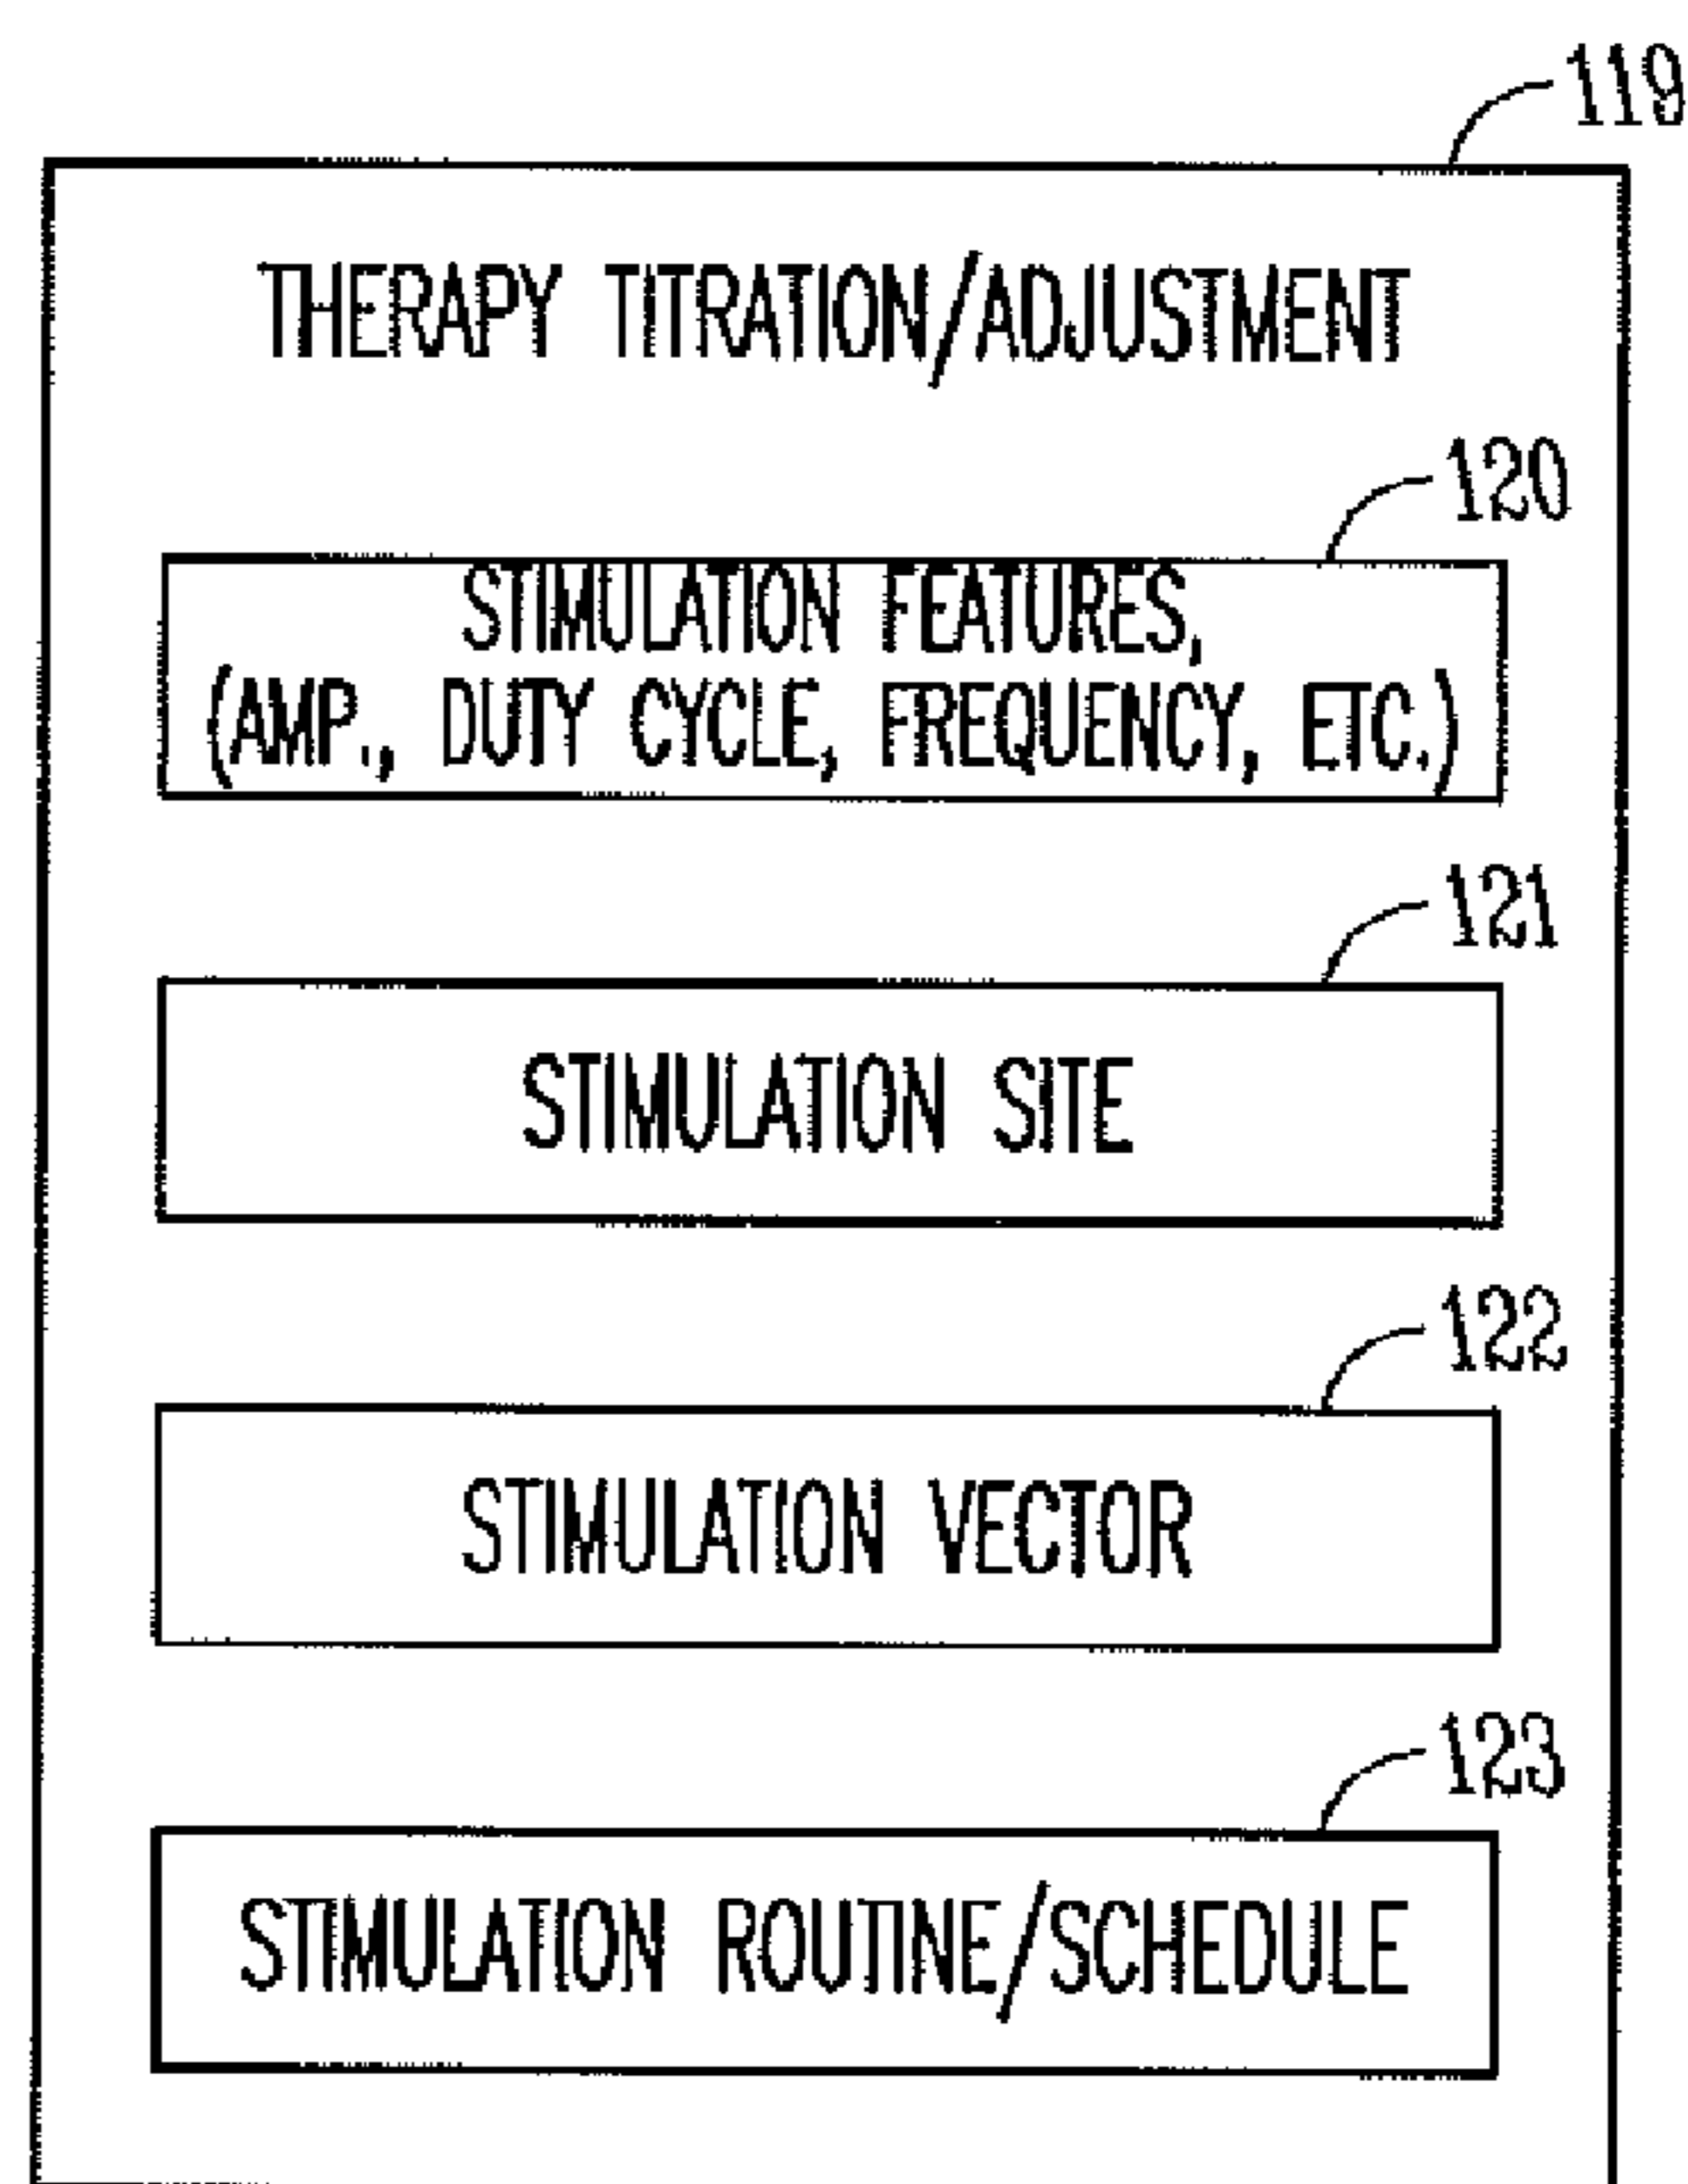 119
THERAPY TITRATION/ADJUSTMENT
120
STIMULATION FEATURES,
(AMP., DUTY CYCLE, FREQUENCY, ETC.)
121
STIMULATION SITE
122
STIMULATION VECTOR
123
STIMULATION ROUTINE/SCHEDULE